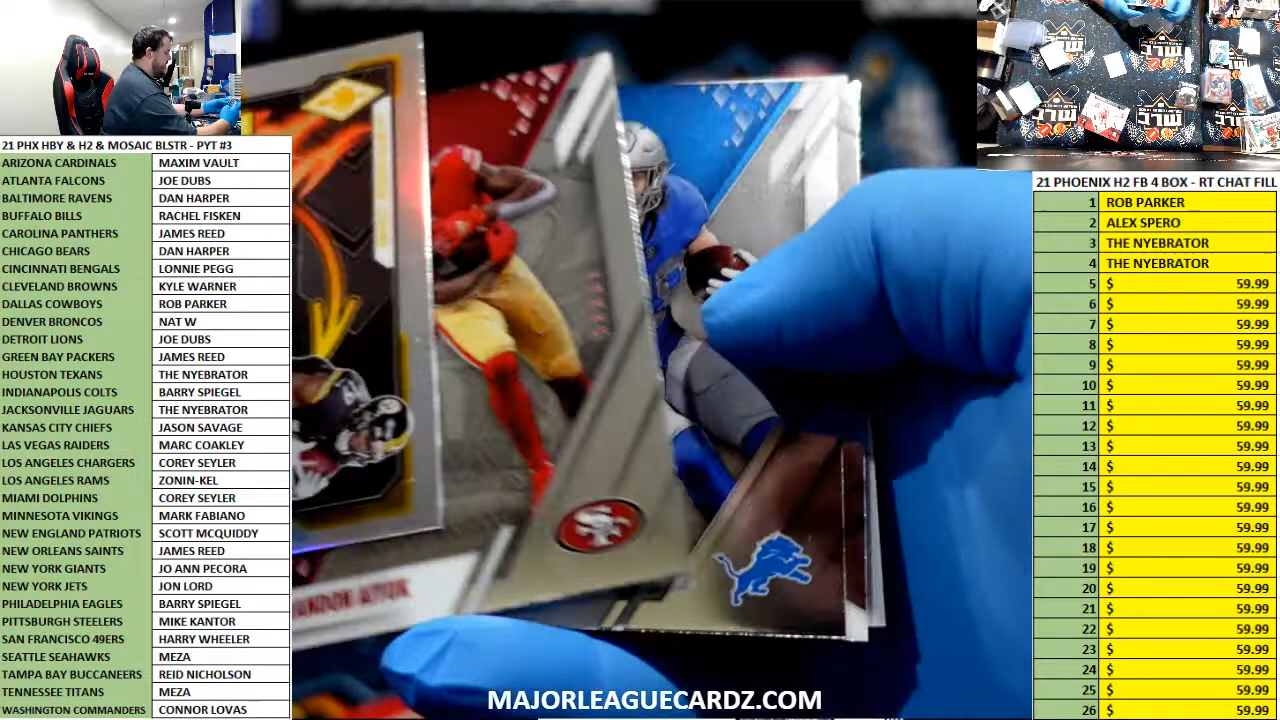 21 PHX HBY & H2 & MOSAIC BLSTR - PYT #3
ARIZONA CARDINALS MAXIM VAULT
ATLANTA FALCONS JOE DUBS
BALTIMORE RAVENS DAN HARPER
BUFFALO BILLS RACHEL FISKEN
CAROLINA PANTHERS JAMES REED
CHICAGO BEARS DAN HARPER
CINCINNATI BENGALS LONNIE PEGG
CLEVELAND BROWNS KYLE WARNER
DALLAS COWBOYS ROB PARKER
DENVER BRONCOS NAT W
DETROIT LIONS JOE DUBS
GREEN BAY PACKERS JAMES REED
HOUSTON TEXANS THE NYEBRATOR
INDIANAPOLIS COLTS BARRY SPIEGEL
JACKSONVILLE JAGUARS THE NYEBRATOR
KANSAS CITY CHIEFS JASON SAVAGE
LAS VEGAS RAIDERS MARC COAKLEY
LOS ANGELES CHARGERS COREY SEYLER
LOS ANGELES RAMS ZONIN-KEL
MIAMI DOLPHINS COREY SEYLER
MINNESOTA VIKINGS MARK FABIANO
NEW ENGLAND PATRIOTS SCOTT MCQUIDDY
NEW ORLEANS SAINTS JAMES REED
NEW YORK GIANTS JO ANN PECORA
NEW YORK JETS JON LORD
PHILADELPHIA EAGLES BARRY SPIEGEL
PITTSBURGH STEELERS MIKE KANTOR
SAN FRANCISCO 49ERS HARRY WHEELER
SEATTLE SEAHAWKS MEZA
TAMPA BAY BUCCANEERS REID NICHOLSON
TENNESSEE TITANS MEZA
WASHINGTON COMMANDERS CONNOR LOVAS
MAJORLEAGUECARDZ.COM
21 PHOENIX H2 FB 4 BOX - RT CHAT FILL
1 ROB PARKER
2 ALEX SPERO
3 THE NYEBRATOR
4 THE NYEBRATOR
5 $ 59.99
6 $ 59.99
7 $ 59.99
8 $ 59.99
9 $ 59.99
10 $ 59.99
11 $ 59.99
12 $ 59.99
13 $ 59.99
14 $ 59.99
15 $ 59.99
16 $ 59.99
17 $ 59.99
18 $ 59.99
19 $ 59.99
20 $ 59.99
21 $ 59.99
22 $ 59.99
23 $ 59.99
24 $ 59.99
25 $ 59.99
26 $ 59.99